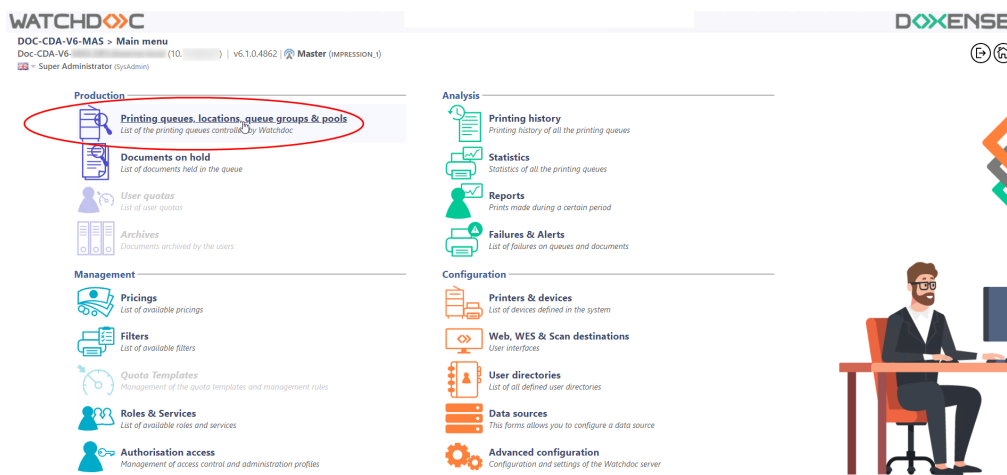 WATCHDOC
DOXENSE
DOC-CDA-V6-MAS > Main menu
Doc-CDA-V6- (10. ) | v6.1.0.4862 | Master (IMPRESSION_1)
Super Administrator (SysAdmin)
Production
Printing queues, locations, queue groups & pools
List of the printing queues controlled by Watchdoc
Documents on hold
List of documents held in the queue
User quotas
List of user quotas
Archives
Documents archived by the users
Analysis
Printing history
Printing history of all the printing queues
Statistics
Statistics of all the printing queues
Reports
Prints made during a certain period
Failures & Alerts
List of failures on queues and documents
Management
Pricings
List of available pricings
Filters
List of available filters
Quota Templates
Management of the quota templates and management rules
Roles & Services
List of available roles and services
Authorisation access
Management of access control and administration profiles
Configuration
Printers & devices
List of devices defined in the system
Web, WES & Scan destinations
User interfaces
User directories
List of all defined user directories
Data sources
This forms allows you to configure a data source
Advanced configuration
Configuration and settings of the Watchdoc server